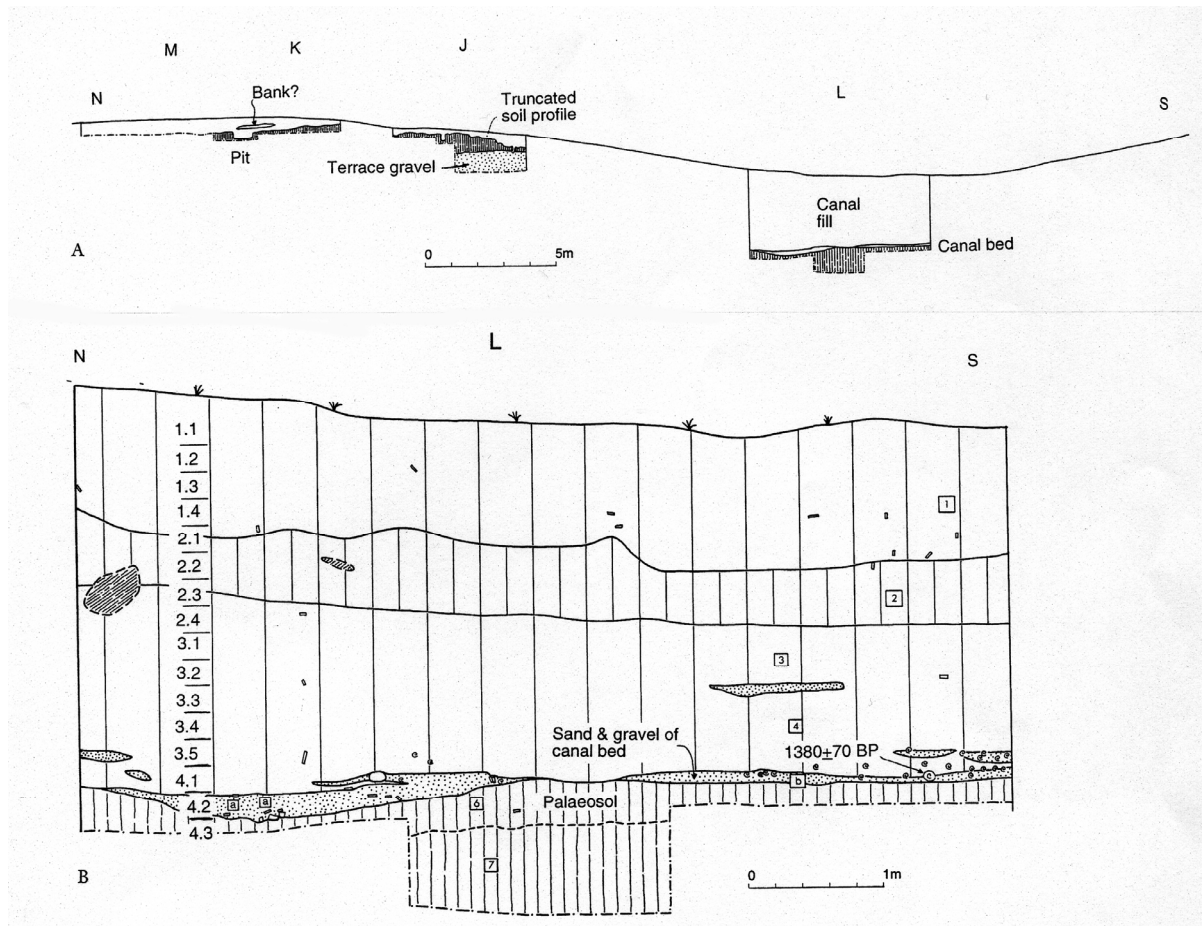 M K J
N Bank? L S
Truncated
soil profile
Pit
Terrace gravel
Canal
fill
A
0 5m
Canal bed
L
N S
1.1
1.2
1.3
1.4
1
2.1
2.2
2.3
2
2.4
3.1
3.2
3
3.3
3.4
4
Sand & gravel of
canal bed
1380±70 BP
3.5
4.1
c
4.2
a a 6 Palaeosol b
4.3
7
B
0 1m